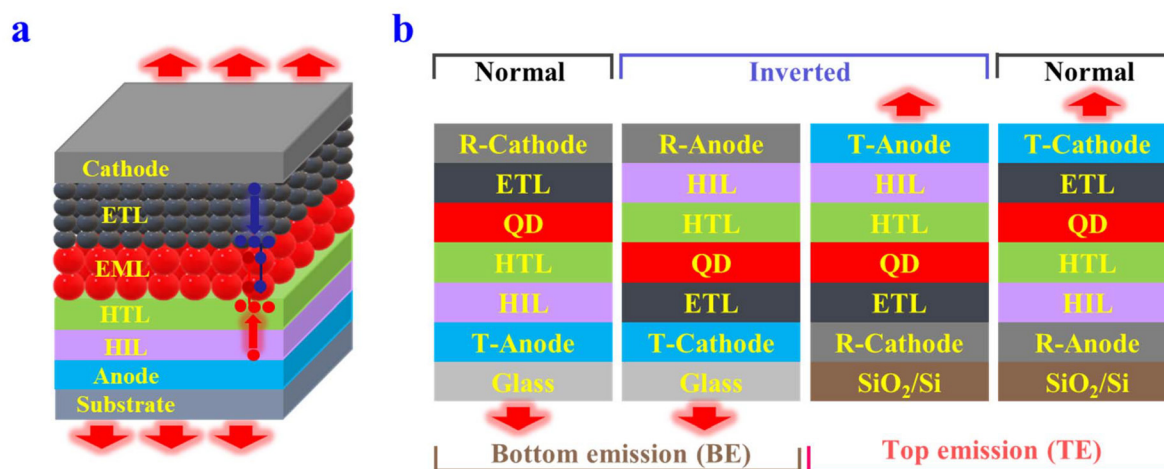 a
Cathode
ETL
EML
HTL
HIL
Anode
Substrate
b
Normal
Inverted
Normal
R-Cathode
ETL
QD
HTL
HIL
T-Anode
Glass
R-Anode
HIL
HTL
QD
ETL
T-Cathode
Glass
T-Anode
HIL
HTL
QD
ETL
R-Cathode
SiO₂/Si
T-Cathode
ETL
QD
HTL
HIL
R-Anode
SiO₂/Si
Bottom emission (BE)
Top emission (TE)